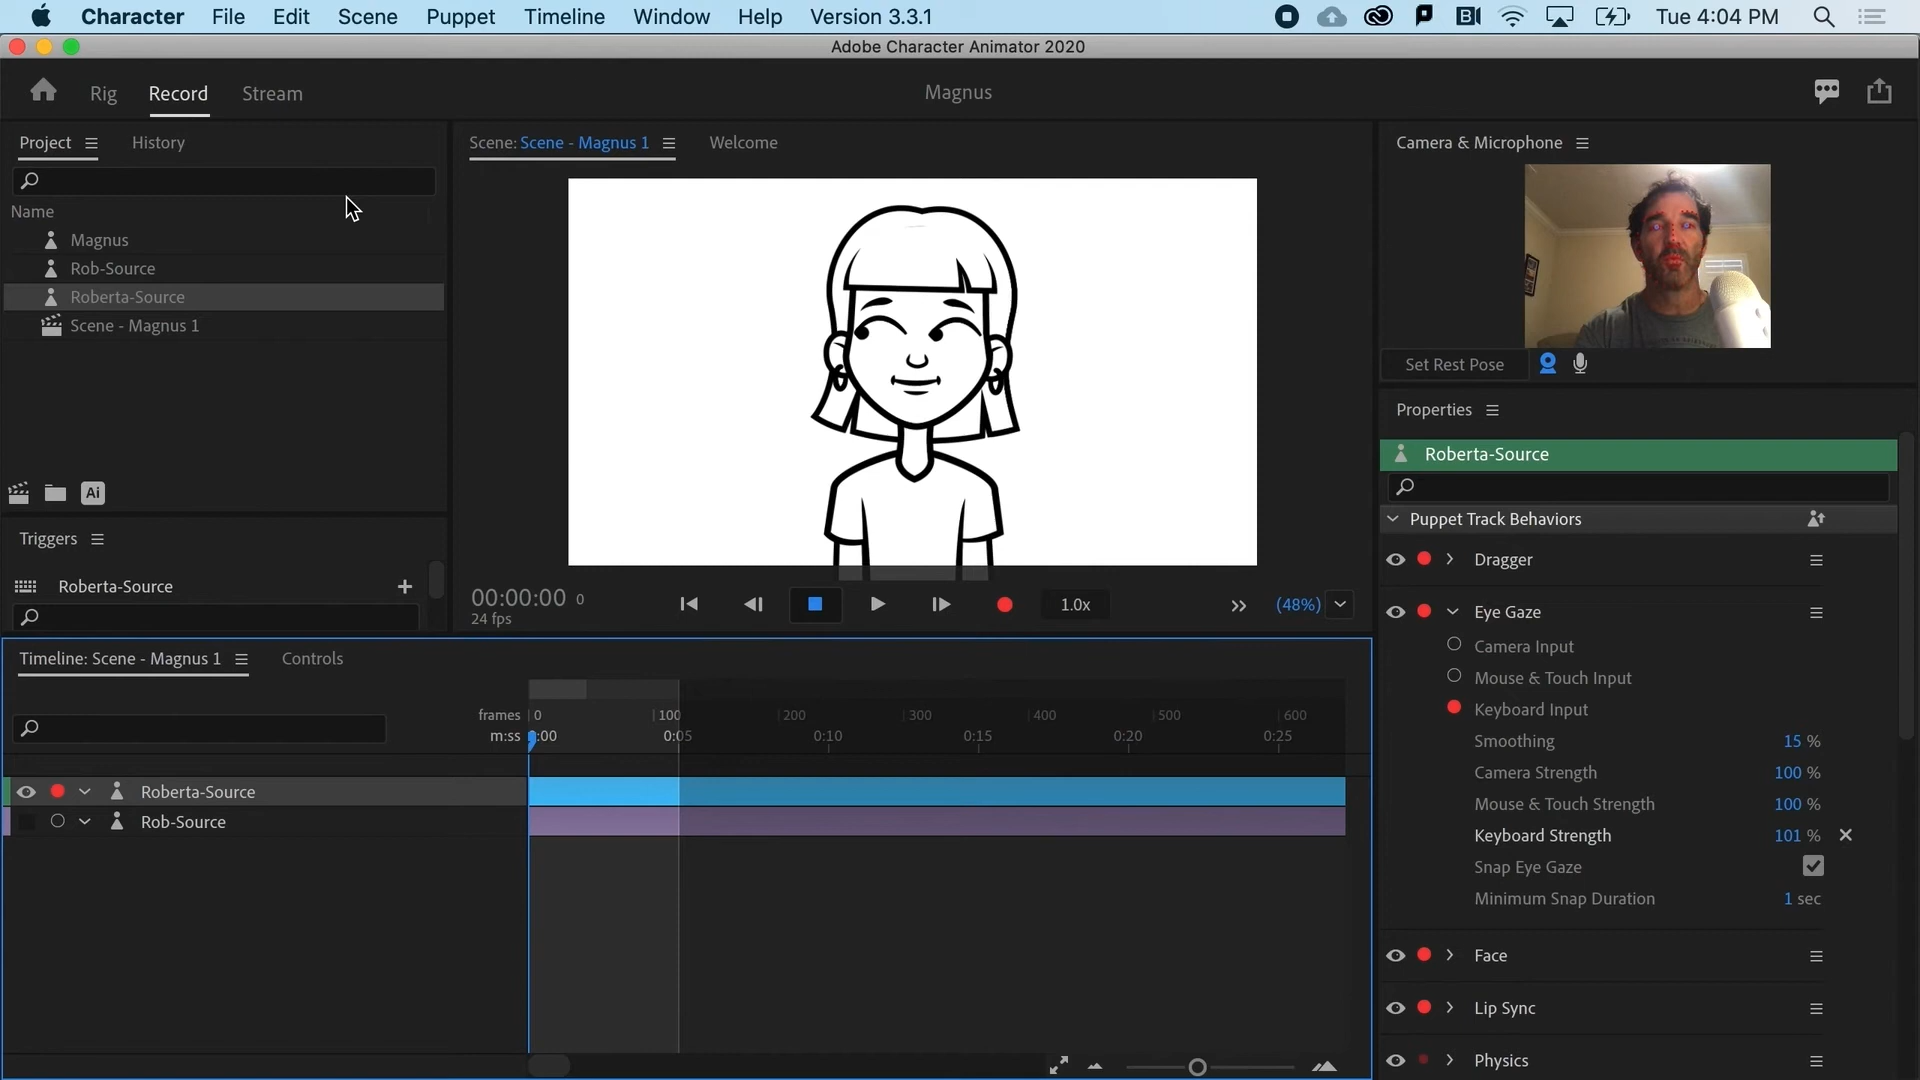 Character File Edit Scene Puppet Timeline Window Help Version 3.3.1 Tue 4:04 PM
Adobe Character Animator 2020
Rig Record Stream Magnus
Project History
Scene: Scene - Magnus 1 Welcome
Camera & Microphone
Name
Magnus
Rob-Source
Roberta-Source
Scene - Magnus 1
Set Rest Pose
Properties
Roberta-Source
Ai
Puppet Track Behaviors
Triggers
Roberta-Source
Dragger
00:00:00 0
24 fps
1.0x
(48%)
Eye Gaze
Camera Input
Mouse & Touch Input
Keyboard Input
Smoothing 15 %
Camera Strength 100 %
Mouse & Touch Strength 100 %
Keyboard Strength 101 %
Snap Eye Gaze
Minimum Snap Duration 1 sec
Face
Lip Sync
Physics
Timeline: Scene - Magnus 1 Controls
frames 0 100 200 300 400 500 600
m:ss 0:00 0:05 0:10 0:15 0:20 0:25
Roberta-Source
Rob-Source